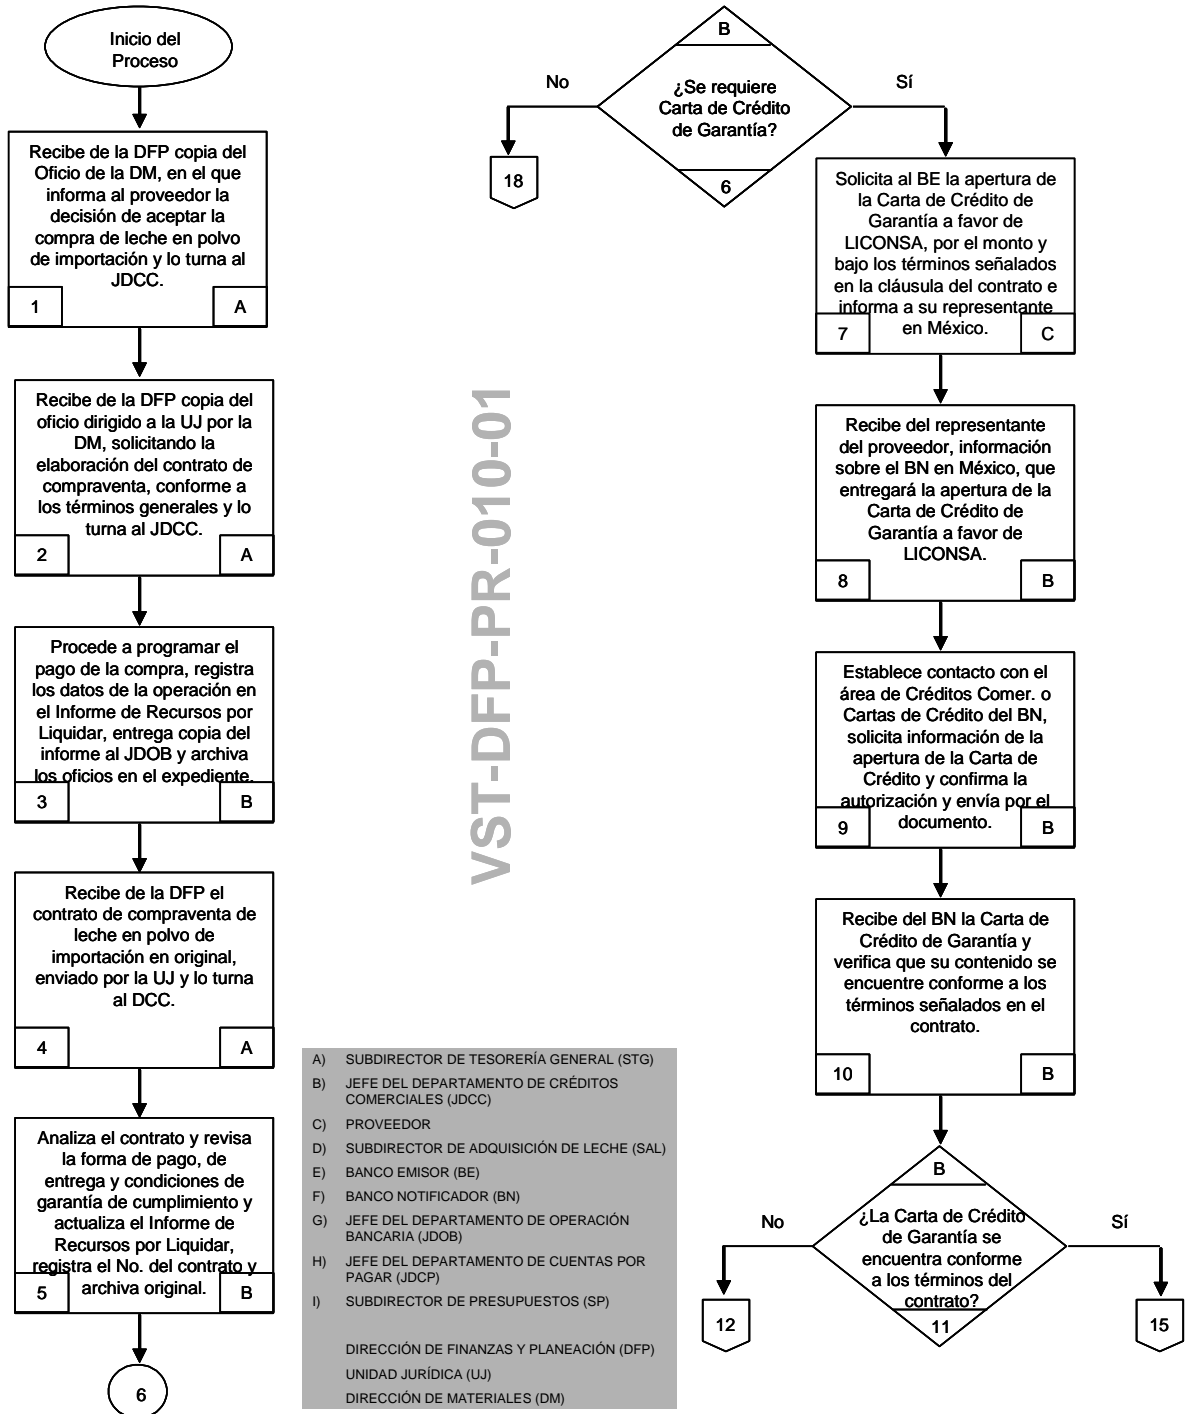 Inicio del
Proceso
Recibe de la DFP copia del
Oficio de la DM, en el que
informa al proveedor la
decisión de aceptar la
compra de leche en polvo
de importación y lo turna al
JDCC.
1
A
Recibe de la DFP copia del
oficio dirigido a la UJ por la
DM, solicitando la
elaboración del contrato de
compraventa, conforme a
los términos generales y lo
turna al JDCC.
2
A
Procede a programar el
pago de la compra, registra
los datos de la operación en
el Informe de Recursos por
Liquidar, entrega copia del
informe al JDOB y archiva
los oficios en el expediente.
3
B
Recibe de la DFP el
contrato de compraventa de
leche en polvo de
importación en original,
enviado por la UJ y lo turna
al DCC.
4
A
Analiza el contrato y revisa
la forma de pago, de
entrega y condiciones de
garantía de cumplimiento y
actualiza el Informe de
Recursos por Liquidar,
registra el No. del contrato y
archiva original.
5
B
6
VST-DFP-PR-010-01
A) SUBDIRECTOR DE TESORERÍA GENERAL (STG)
B) JEFE DEL DEPARTAMENTO DE CRÉDITOS
COMERCIALES (JDCC)
C) PROVEEDOR
D) SUBDIRECTOR DE ADQUISICIÓN DE LECHE (SAL)
E) BANCO EMISOR (BE)
F) BANCO NOTIFICADOR (BN)
G) JEFE DEL DEPARTAMENTO DE OPERACIÓN
BANCARIA (JDOB)
H) JEFE DEL DEPARTAMENTO DE CUENTAS POR
PAGAR (JDCP)
I) SUBDIRECTOR DE PRESUPUESTOS (SP)
DIRECCIÓN DE FINANZAS Y PLANEACIÓN (DFP)
UNIDAD JURÍDICA (UJ)
DIRECCIÓN DE MATERIALES (DM)
B
¿Se requiere
Carta de Crédito
de Garantía?
6
No
Sí
18
Solicita al BE la apertura de
la Carta de Crédito de
Garantía a favor de
LICONSA, por el monto y
bajo los términos señalados
en la cláusula del contrato e
informa a su representante
en México.
7
C
Recibe del representante
del proveedor, información
sobre el BN en México, que
entregará la apertura de la
Carta de Crédito de
Garantía a favor de
LICONSA.
8
B
Establece contacto con el
área de Créditos Comer. o
Cartas de Crédito del BN,
solicita información de la
apertura de la Carta de
Crédito y confirma la
autorización y envía por el
documento.
9
B
Recibe del BN la Carta de
Crédito de Garantía y
verifica que su contenido se
encuentre conforme a los
términos señalados en el
contrato.
10
B
B
¿La Carta de Crédito
de Garantía se
encuentra conforme
a los términos del
contrato?
11
No
Sí
12
15